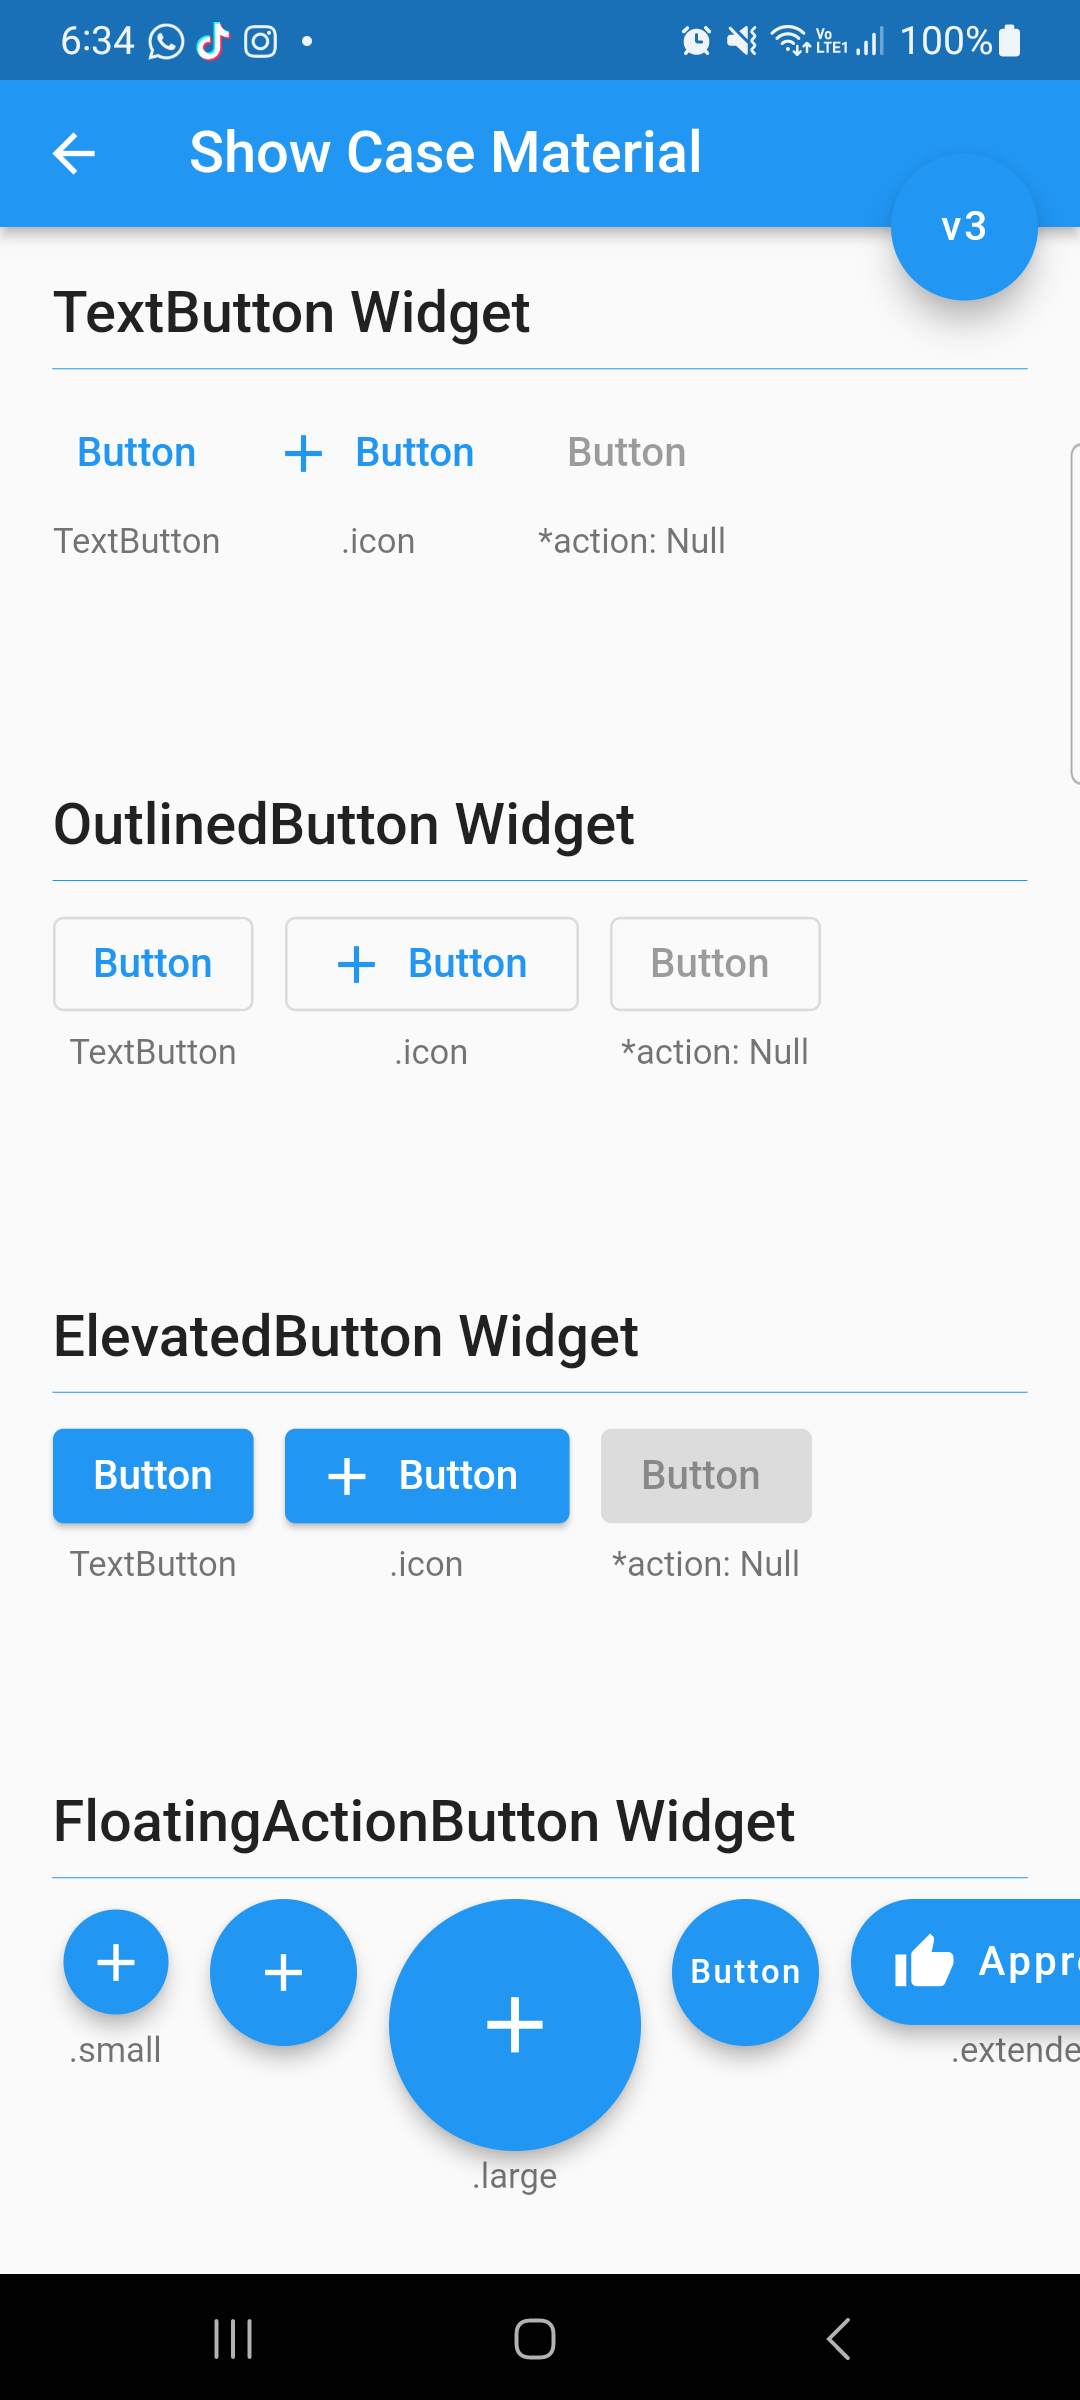 6:34 Vo LTE1 100%
Show Case Material
v3
TextButton Widget
Button Button Button
TextButton .icon *action: Null
OutlinedButton Widget
Button Button Button
TextButton .icon *action: Null
ElevatedButton Widget
Button Button Button
TextButton .icon *action: Null
FloatingActionButton Widget
Button Appr
.small .extende
.large